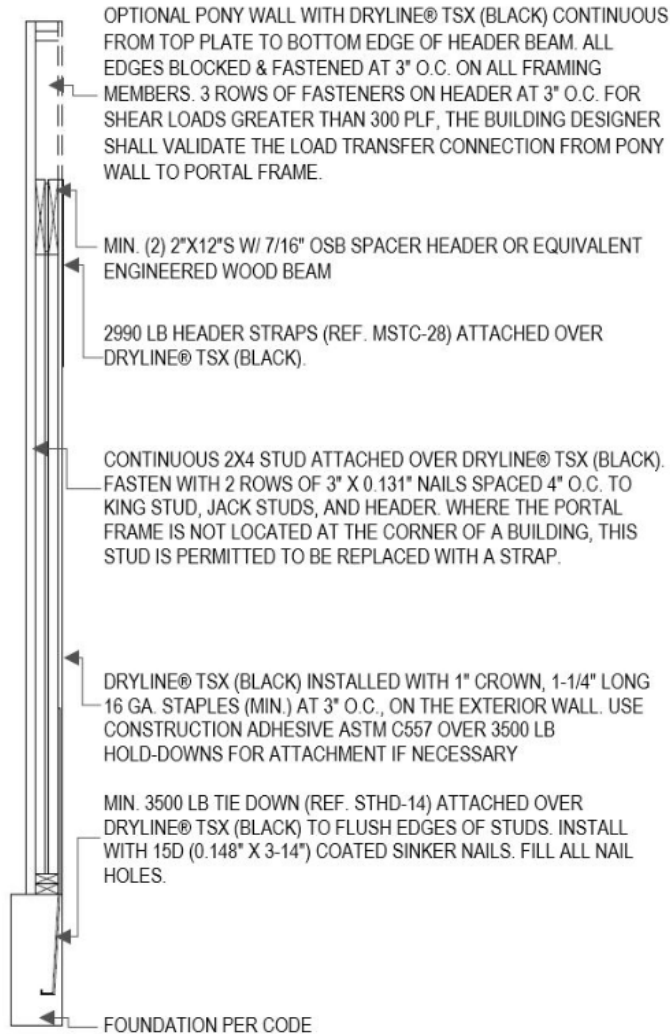 OPTIONAL PONY WALL WITH DRYLINE® TSX (BLACK) CONTINUOUS
FROM TOP PLATE TO BOTTOM EDGE OF HEADER BEAM. ALL
EDGES BLOCKED & FASTENED AT 3" O.C. ON ALL FRAMING
MEMBERS. 3 ROWS OF FASTENERS ON HEADER AT 3" O.C. FOR
SHEAR LOADS GREATER THAN 300 PLF, THE BUILDING DESIGNER
SHALL VALIDATE THE LOAD TRANSFER CONNECTION FROM PONY
WALL TO PORTAL FRAME.
MIN. (2) 2"X12"S W/ 7/16" OSB SPACER HEADER OR EQUIVALENT
ENGINEERED WOOD BEAM
2990 LB HEADER STRAPS (REF. MSTC-28) ATTACHED OVER
DRYLINE® TSX (BLACK).
CONTINUOUS 2X4 STUD ATTACHED OVER DRYLINE® TSX (BLACK).
FASTEN WITH 2 ROWS OF 3" X 0.131" NAILS SPACED 4" O.C. TO
KING STUD, JACK STUDS, AND HEADER. WHERE THE PORTAL
FRAME IS NOT LOCATED AT THE CORNER OF A BUILDING, THIS
STUD IS PERMITTED TO BE REPLACED WITH A STRAP.
DRYLINE® TSX (BLACK) INSTALLED WITH 1" CROWN, 1-1/4" LONG
16 GA. STAPLES (MIN.) AT 3" O.C., ON THE EXTERIOR WALL. USE
CONSTRUCTION ADHESIVE ASTM C557 OVER 3500 LB
HOLD-DOWNS FOR ATTACHMENT IF NECESSARY
MIN. 3500 LB TIE DOWN (REF. STHD-14) ATTACHED OVER
DRYLINE® TSX (BLACK) TO FLUSH EDGES OF STUDS. INSTALL
WITH 15D (0.148" X 3-14") COATED SINKER NAILS. FILL ALL NAIL
HOLES.
FOUNDATION PER CODE